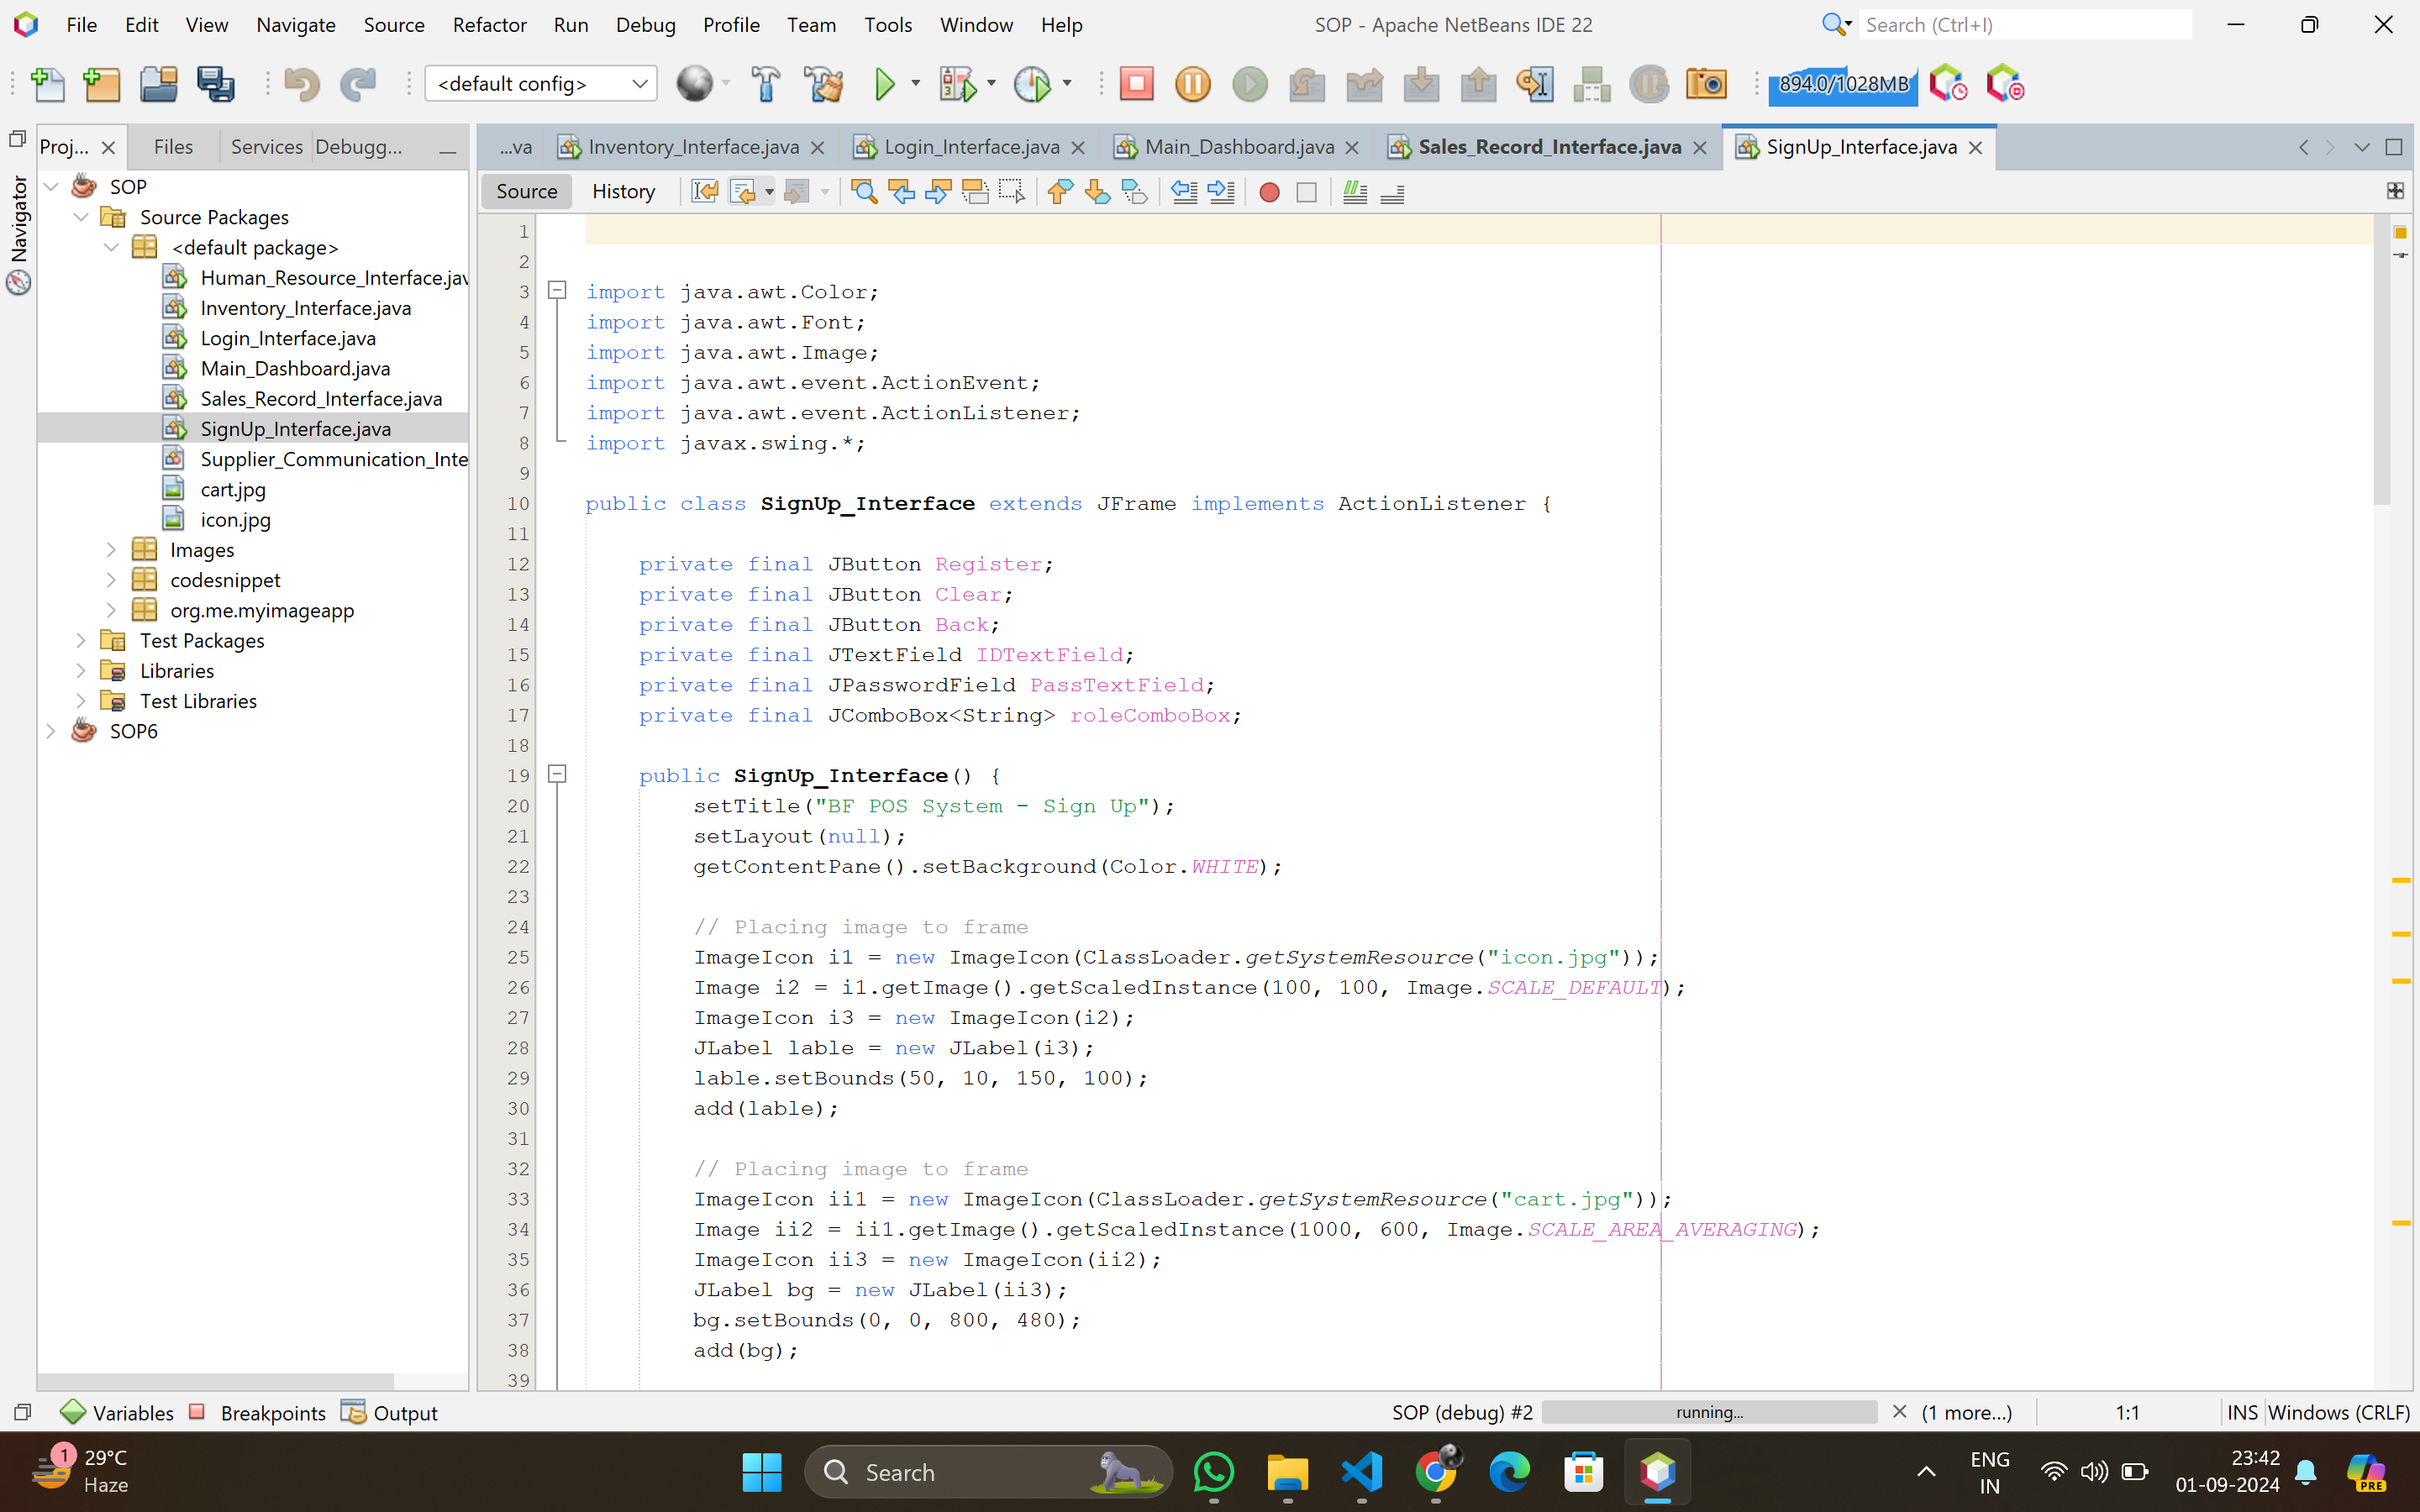 File Edit View Navigate Source Refactor Run Debug Profile Team Tools Window Help SOP - Apache NetBeans IDE 22 Search (Ctrl+I)
<default config> 894.0/1028MB
Proj... Files Services Debugg... ...va Inventory_Interface.java Login_Interface.java Main_Dashboard.java Sales_Record_Interface.java SignUp_Interface.java
Source History
Navigator
SOP
Source Packages
<default package>
Human_Resource_Interface.jav
Inventory_Interface.java
Login_Interface.java
Main_Dashboard.java
Sales_Record_Interface.java
SignUp_Interface.java
Supplier_Communication_Inte
cart.jpg
icon.jpg
Images
codesnippet
org.me.myimageapp
Test Packages
Libraries
Test Libraries
SOP6
1
2
3 import java.awt.Color;
4 import java.awt.Font;
5 import java.awt.Image;
6 import java.awt.event.ActionEvent;
7 import java.awt.event.ActionListener;
8 import javax.swing.*;
9
10 public class SignUp_Interface extends JFrame implements ActionListener {
11
12 private final JButton Register;
13 private final JButton Clear;
14 private final JButton Back;
15 private final JTextField IDTextField;
16 private final JPasswordField PassTextField;
17 private final JComboBox<String> roleComboBox;
18
19 public SignUp_Interface() {
20 setTitle("BF POS System - Sign Up");
21 setLayout(null);
22 getContentPane().setBackground(Color.WHITE);
23
24 // Placing image to frame
25 ImageIcon i1 = new ImageIcon(ClassLoader.getSystemResource("icon.jpg"));
26 Image i2 = i1.getImage().getScaledInstance(100, 100, Image.SCALE_DEFAULT);
27 ImageIcon i3 = new ImageIcon(i2);
28 JLabel lable = new JLabel(i3);
29 lable.setBounds(50, 10, 150, 100);
30 add(lable);
31
32 // Placing image to frame
33 ImageIcon ii1 = new ImageIcon(ClassLoader.getSystemResource("cart.jpg"));
34 Image ii2 = ii1.getImage().getScaledInstance(1000, 600, Image.SCALE_AREA_AVERAGING);
35 ImageIcon ii3 = new ImageIcon(ii2);
36 JLabel bg = new JLabel(ii3);
37 bg.setBounds(0, 0, 800, 480);
38 add(bg);
39
Variables Breakpoints Output SOP (debug) #2 running... (1 more...) 1:1 INS Windows (CRLF)
1 29°C
Haze
Search
ENG
IN
23:42
01-09-2024
PRE